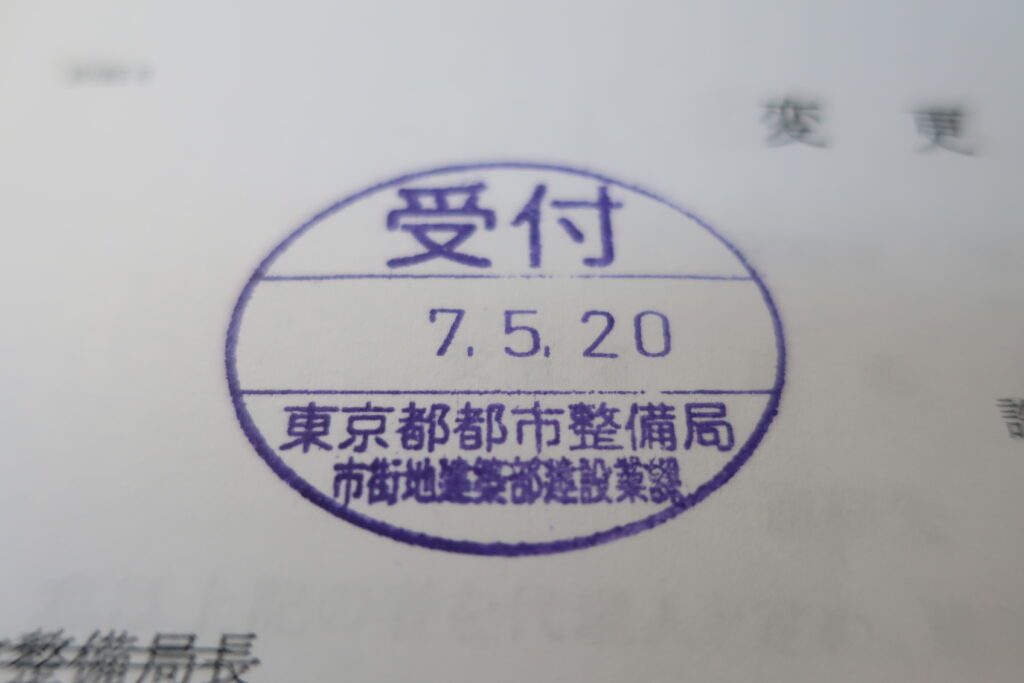 変更
受付
7.5.20
東京都都市整備局
市街地建築部建設業課
整備局長